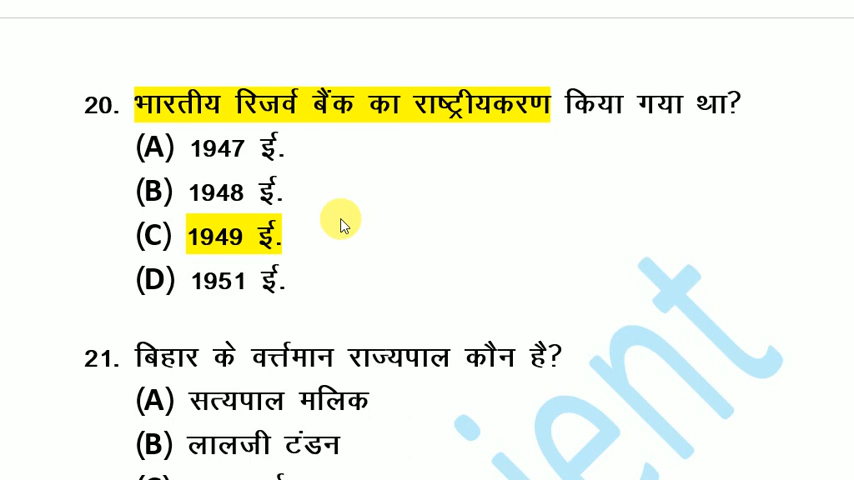 20. भारतीय रिजर्व बैंक का राष्ट्रीयकरण किया गया था?
(A) 1947 ई.
(B) 1948 ई.
(C) 1949 ई.
(D) 1951 ई.
21. बिहार के वर्त्तमान राज्यपाल कौन है?
(A) सत्यपाल मलिक
(B) लालजी टंडन